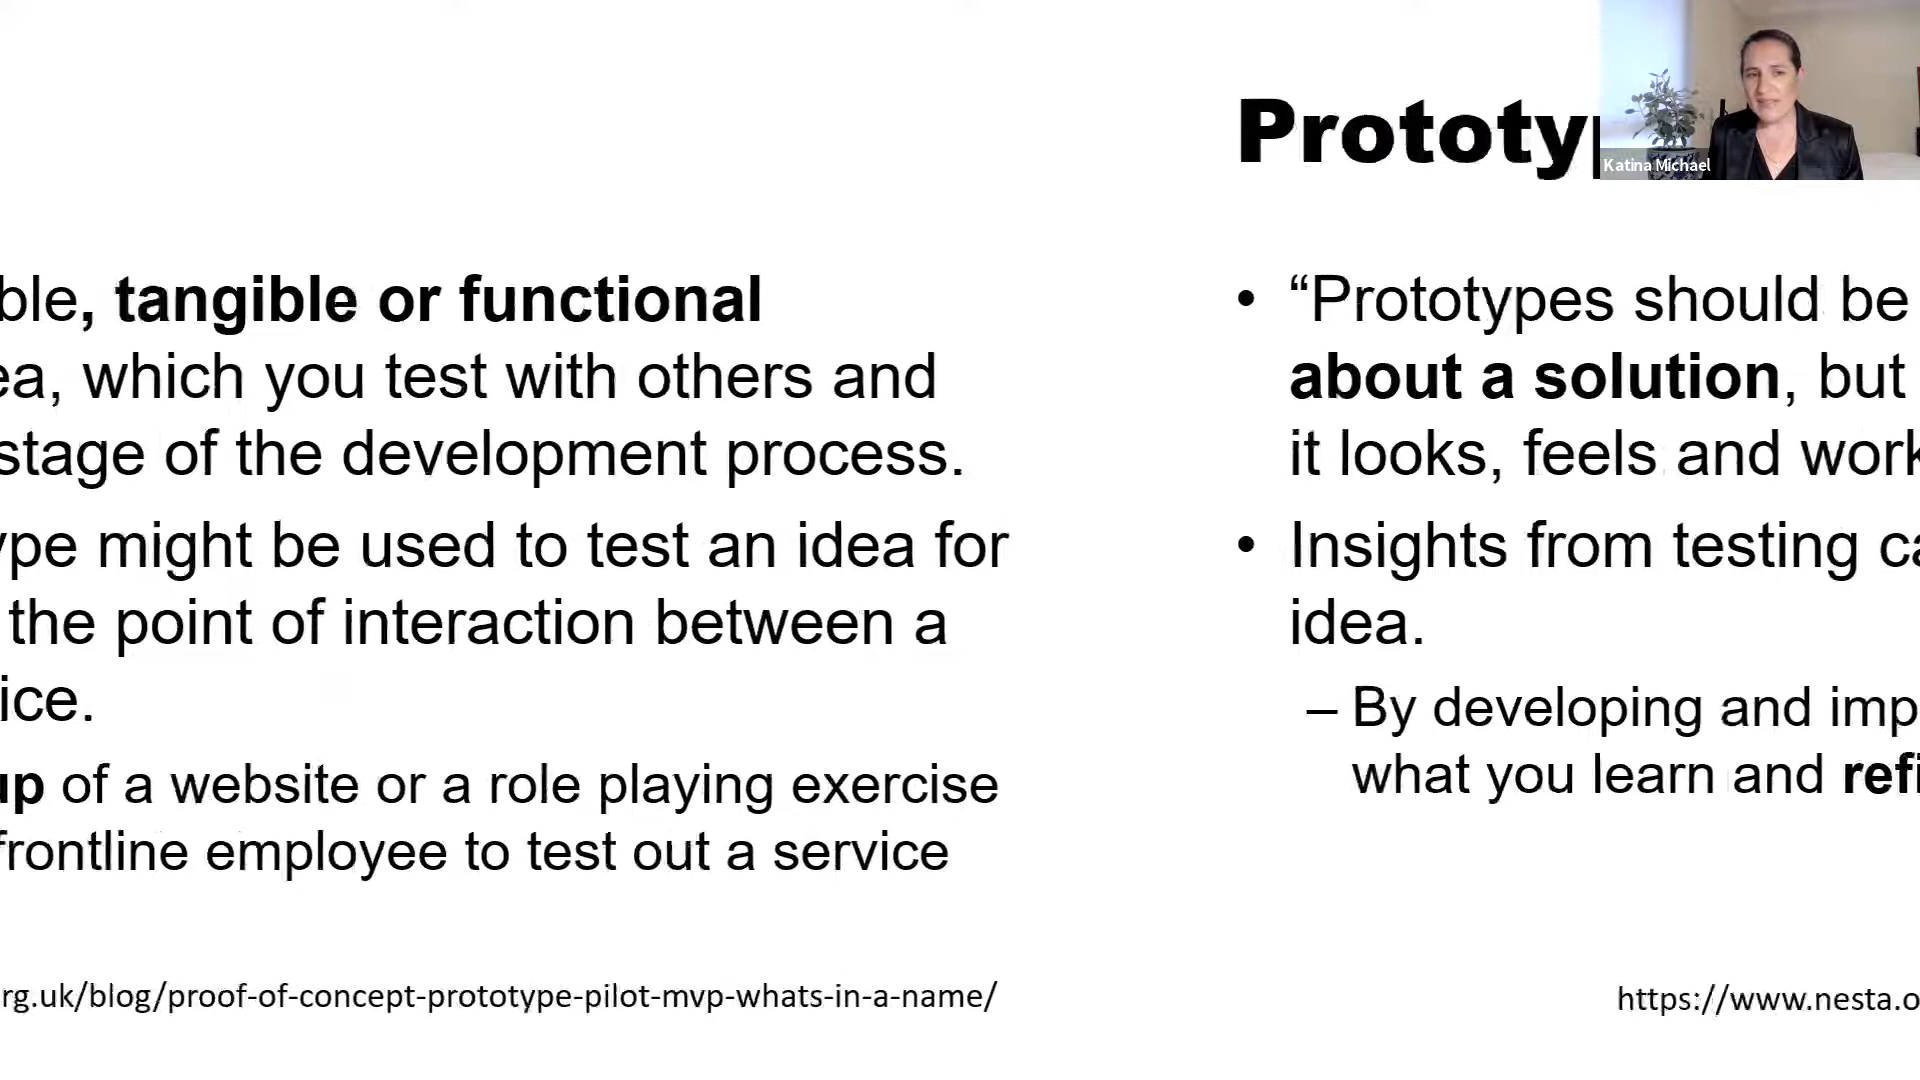 ble, tangible or functional
ea, which you test with others and
stage of the development process.
ype might be used to test an idea for
the point of interaction between a
ice.
up of a website or a role playing exercise
frontline employee to test out a service
rg.uk/blog/proof-of-concept-prototype-pilot-mvp-whats-in-a-name/
Prototy
Katina Michael
• “Prototypes should be
about a solution, but
it looks, feels and work
• Insights from testing ca
idea.
– By developing and imp
what you learn and refi
https://www.nesta.o